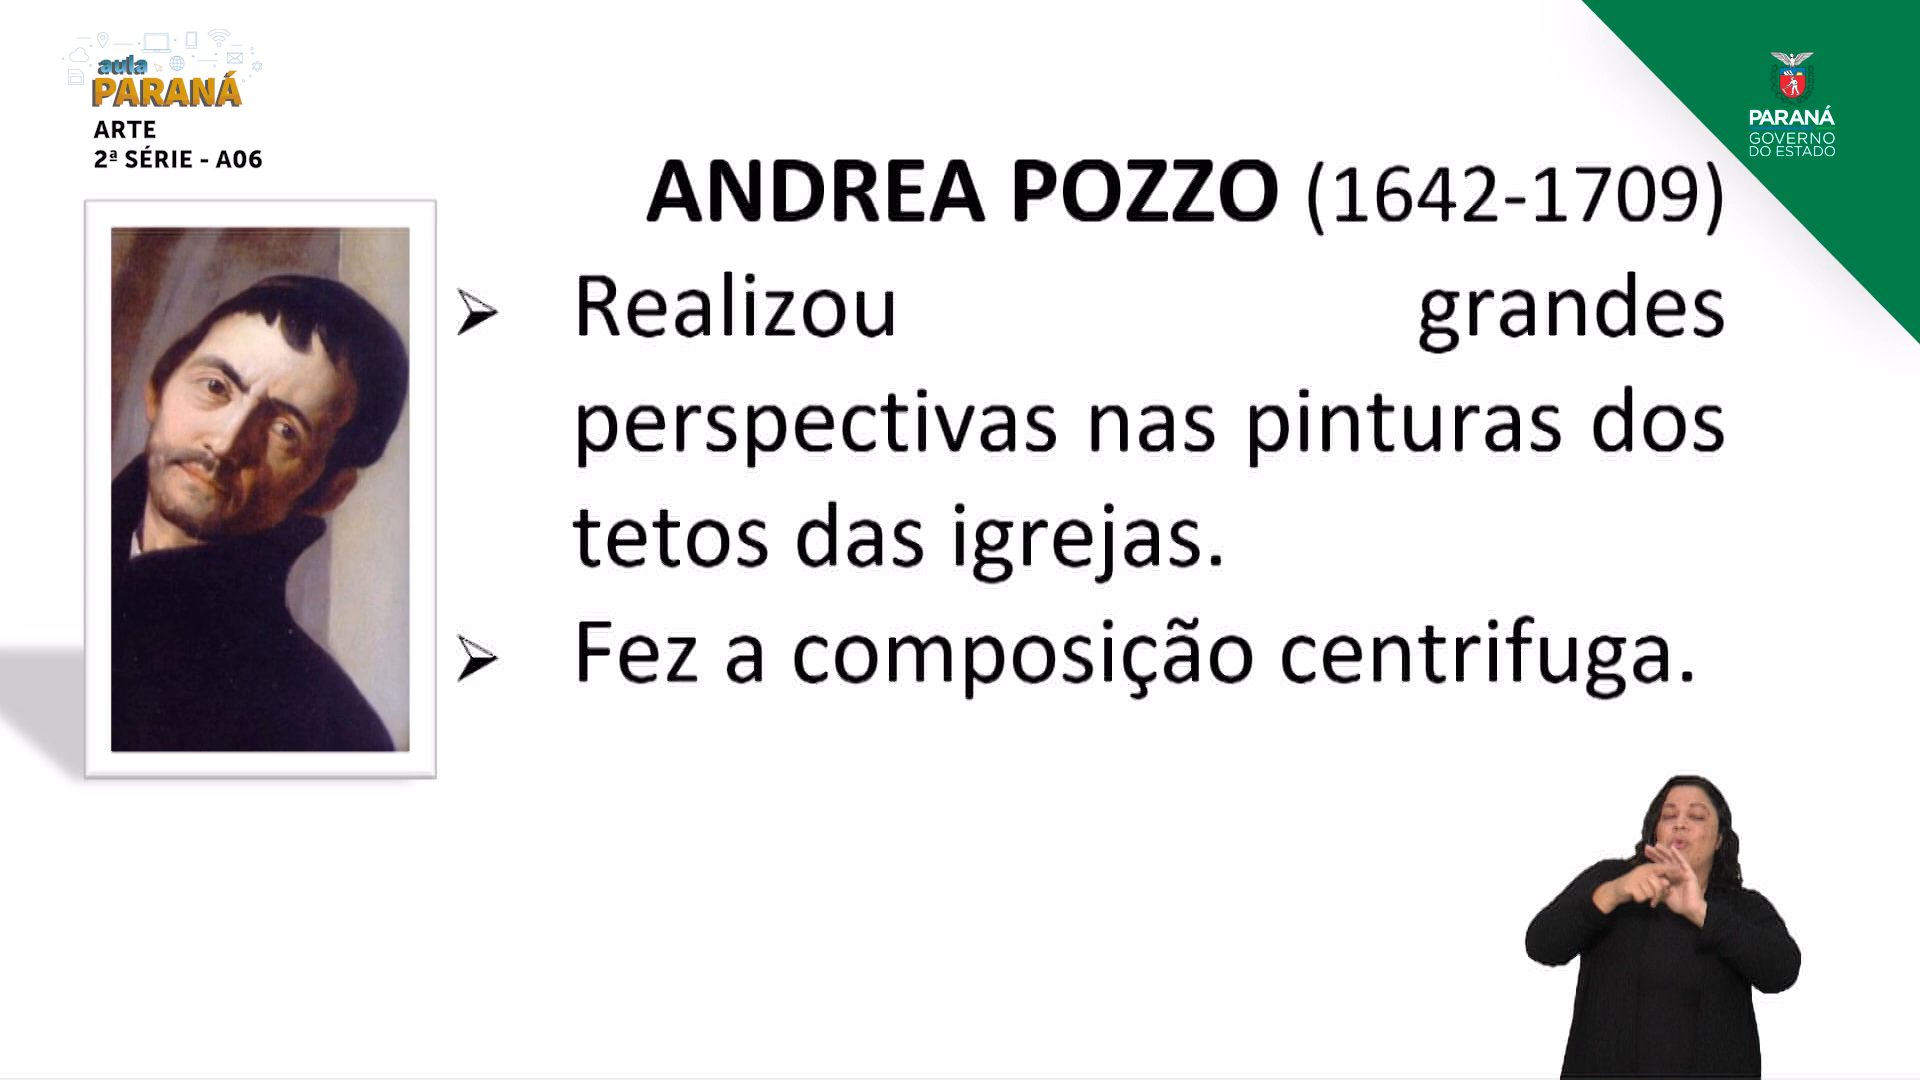 aula
PARANÁ
ARTE
2ª SÉRIE - A06
PARANÁ
GOVERNO
DO ESTADO
ANDREA POZZO (1642-1709)
Realizou grandes
perspectivas nas pinturas dos
tetos das igrejas.
Fez a composição centrifuga.